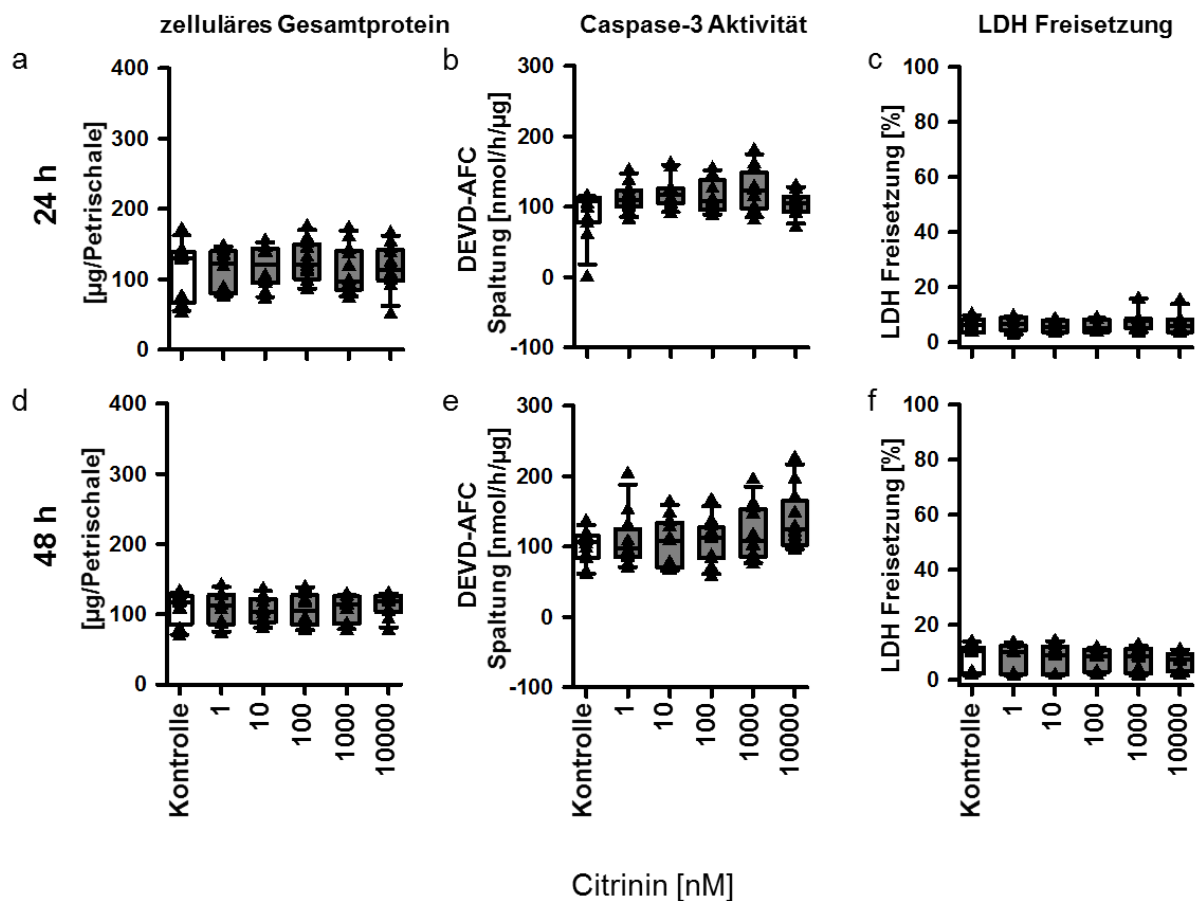 zelluläres Gesamtprotein
Caspase-3 Aktivität
LDH Freisetzung
24 h
a
[µg/Petrischale]
400
300
200
100
0
b
DEVD-AFC
Spaltung [nmol/h/µg]
300
200
100
0
-100
c
LDH Freisetzung [%]
100
80
60
40
20
0
48 h
d
[µg/Petrischale]
400
300
200
100
0
Kontrolle
1
10
100
1000
10000
e
DEVD-AFC
Spaltung [nmol/h/µg]
300
200
100
0
-100
Kontrolle
1
10
100
1000
10000
f
LDH Freisetzung [%]
100
80
60
40
20
0
Kontrolle
1
10
100
1000
10000
Citrinin [nM]